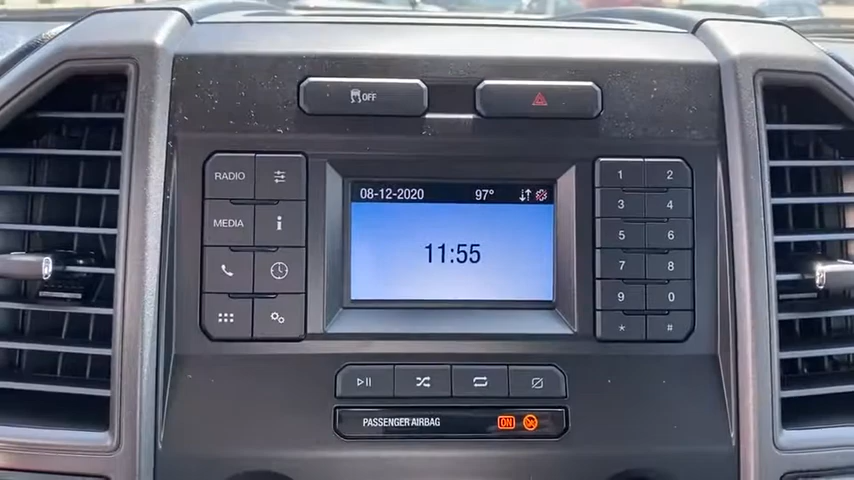 OFF
08-12-2020 97°
11:55
RADIO
MEDIA
i
1 2
3 4
5 6
7 8
9 0
* #
PASSENGER AIRBAG ON